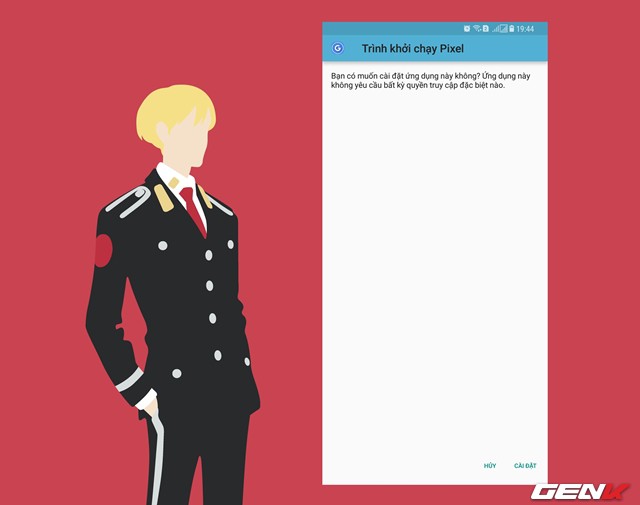 19:44
Trình khởi chạy Pixel
Bạn có muốn cài đặt ứng dụng này không? Ứng dụng này
không yêu cầu bất kỳ quyền truy cập đặc biệt nào.
HỦY CÀI ĐẶT
GENK